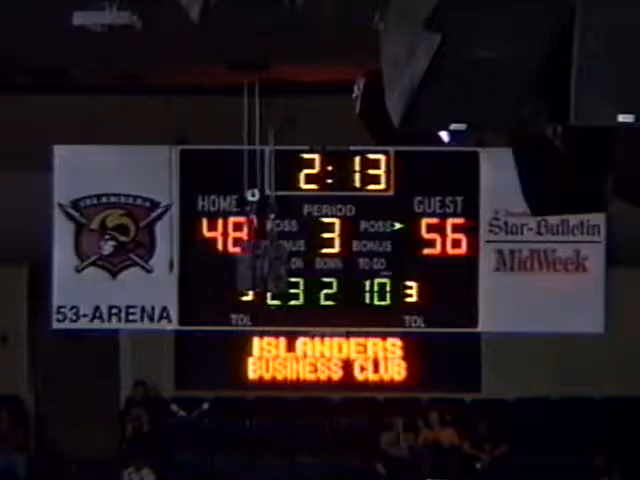 2:13
HOME
PERIOD
GUEST
48
POSS
3
POSS
56
BONUS
DOWN
TO GO
3
2
10
3
TOL
TOL
ISLANDERS
53-ARENA
Star-Bulletin
MidWeek
ISLANDERS
BUSINESS CLUB